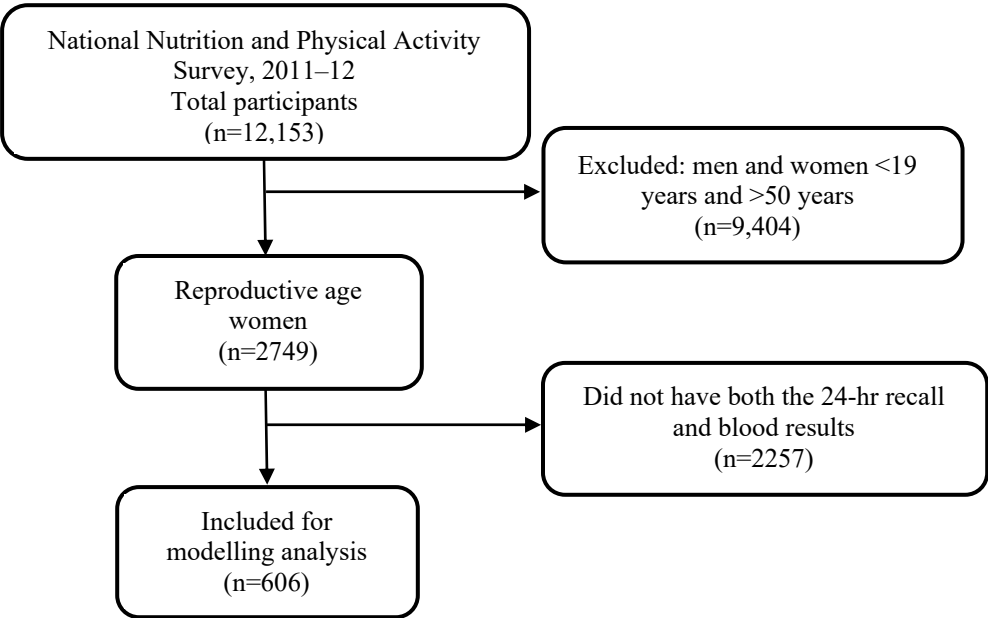 National Nutrition and Physical Activity
Survey, 2011–12
Total participants
(n=12,153)
Excluded: men and women <19
years and >50 years
(n=9,404)
Reproductive age
women
(n=2749)
Did not have both the 24-hr recall
and blood results
(n=2257)
Included for
modelling analysis
(n=606)